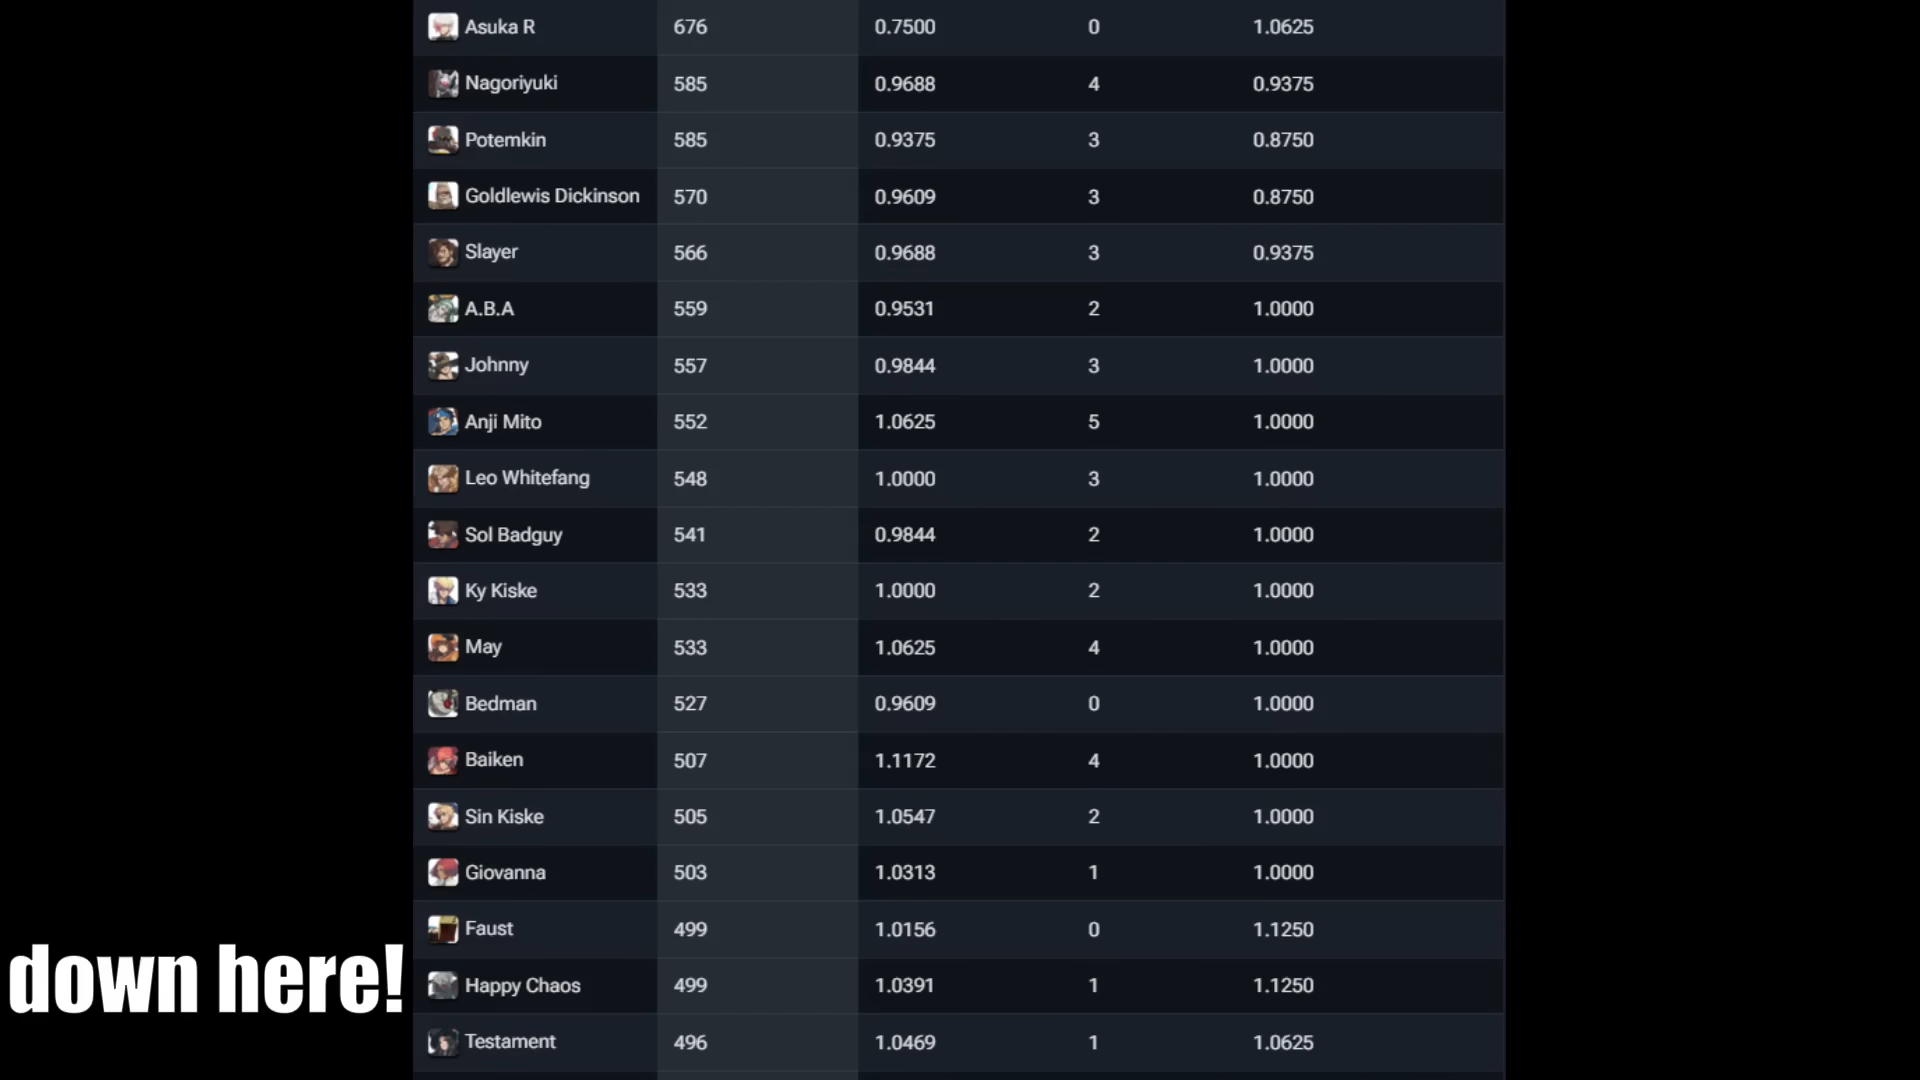 Asuka R 676 0.7500 0 1.0625
Nagoriyuki 585 0.9688 4 0.9375
Potemkin 585 0.9375 3 0.8750
Goldlewis Dickinson 570 0.9609 3 0.8750
Slayer 566 0.9688 3 0.9375
A.B.A 559 0.9531 2 1.0000
Johnny 557 0.9844 3 1.0000
Anji Mito 552 1.0625 5 1.0000
Leo Whitefang 548 1.0000 3 1.0000
Sol Badguy 541 0.9844 2 1.0000
Ky Kiske 533 1.0000 2 1.0000
May 533 1.0625 4 1.0000
Bedman 527 0.9609 0 1.0000
Baiken 507 1.1172 4 1.0000
Sin Kiske 505 1.0547 2 1.0000
Giovanna 503 1.0313 1 1.0000
Faust 499 1.0156 0 1.1250
down here!
Happy Chaos 499 1.0391 1 1.1250
Testament 496 1.0469 1 1.0625